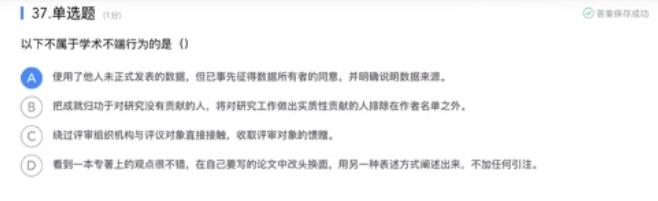 37.单选题 (1分) 答案保存成功
以下不属于学术不端行为的是（）
A 使用了他人未正式发表的数据，但已事先征得数据所有者的同意，并明确说明数据来源。
B 把成就归功于对研究没有贡献的人，将对研究工作做出实质性贡献的人排除在作者名单之外。
C 绕过评审组织机构与评议对象直接接触，收取评审对象的馈赠。
D 看到一本专著上的观点很不错，在自己要写的论文中改头换面，用另一种表述方式阐述出来，不加任何引注。